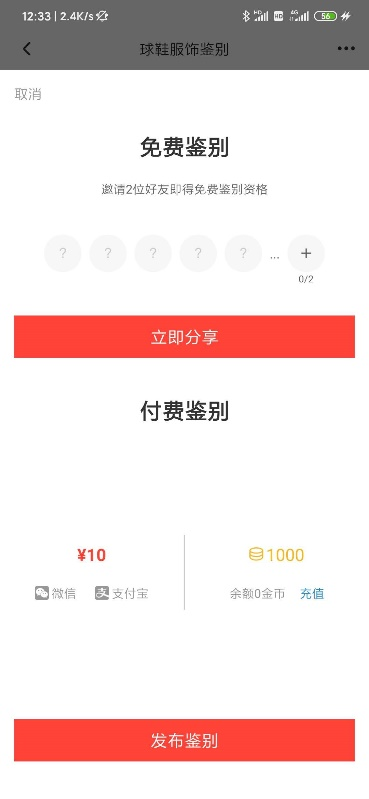 12:33 | 2.4K/s HD HD 4G 56
球鞋服饰鉴别
取消
免费鉴别
邀请2位好友即得免费鉴别资格
? ? ? ? ? ... +
0/2
立即分享
付费鉴别
¥10 1000
微信 支付宝 余额0金币 充值
发布鉴别